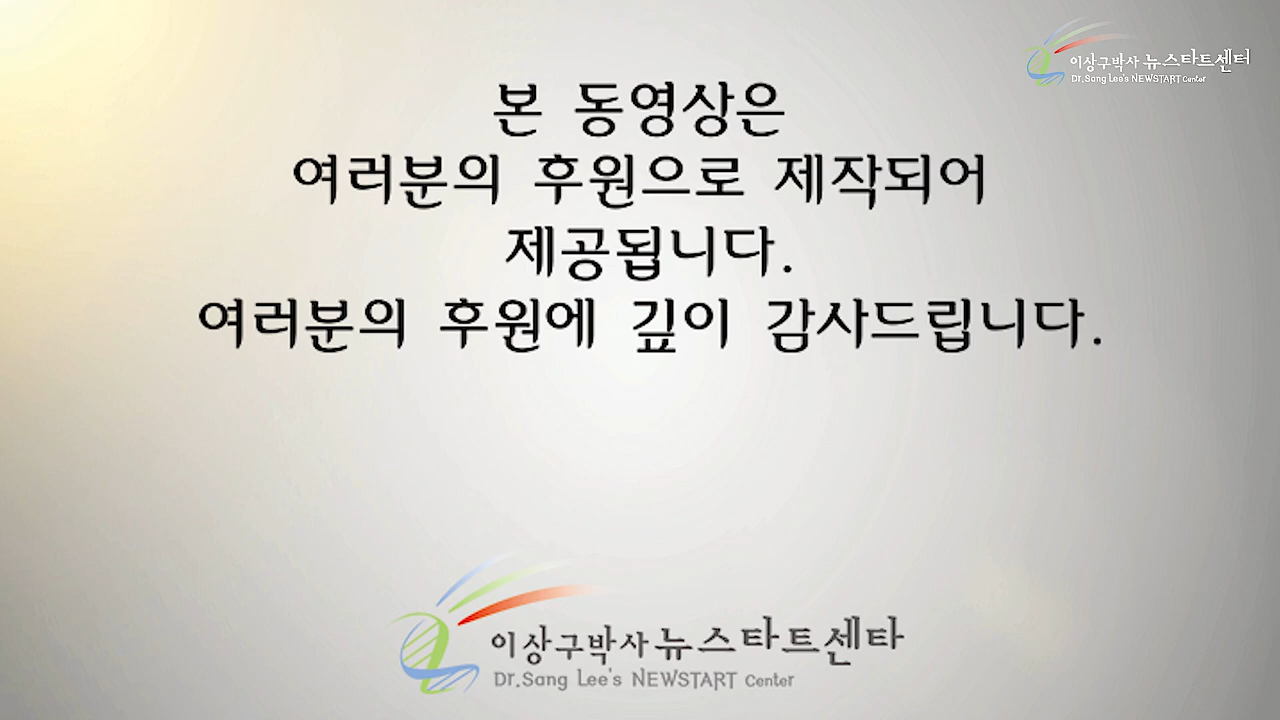 이상구박사 뉴스타트센터
Dr.Sang Lee's NEWSTART Center
본 동영상은
여러분의 후원으로 제작되어
제공됩니다.
여러분의 후원에 깊이 감사드립니다.
이상구박사 뉴스타트센타
Dr.Sang Lee's NEWSTART Center